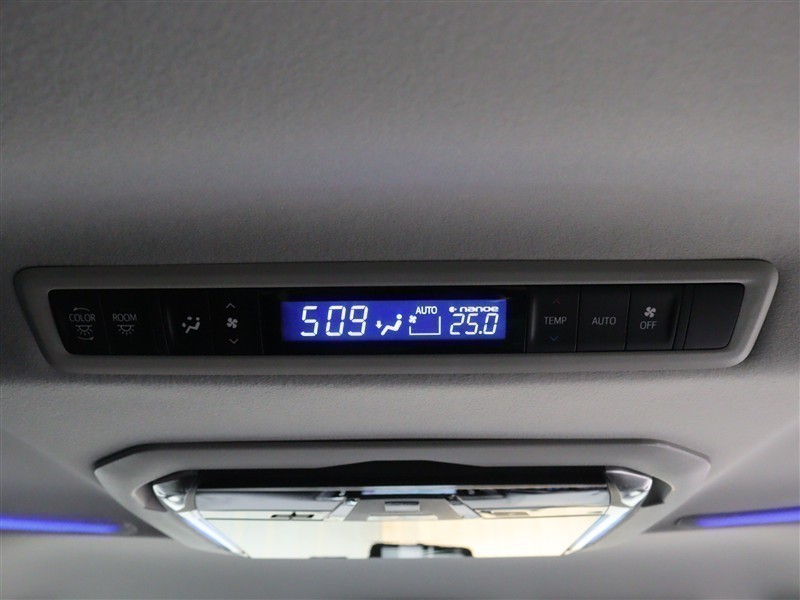 COLOR
ROOM
509
AUTO
nanoe
25.0
TEMP
AUTO
OFF